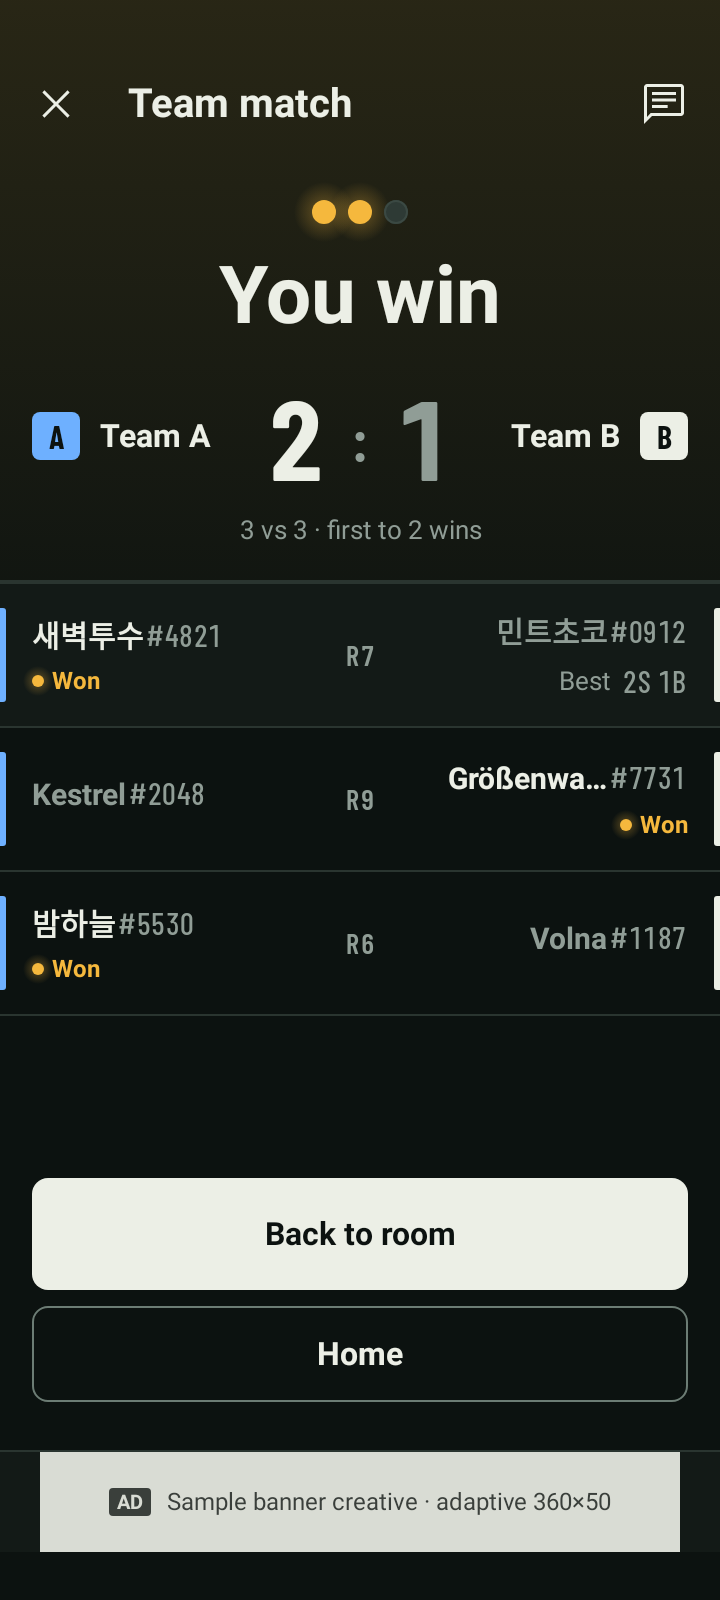 Team match
You win
A Team A 2 : 1 Team B B
3 vs 3 · first to 2 wins
새벽투수#4821 R7 민트초코#0912
Won Best 2S 1B
Kestrel#2048 R9 Größenwa…#7731
Won
밤하늘#5530 R6 Volna#1187
Won
Back to room
Home
AD Sample banner creative · adaptive 360×50